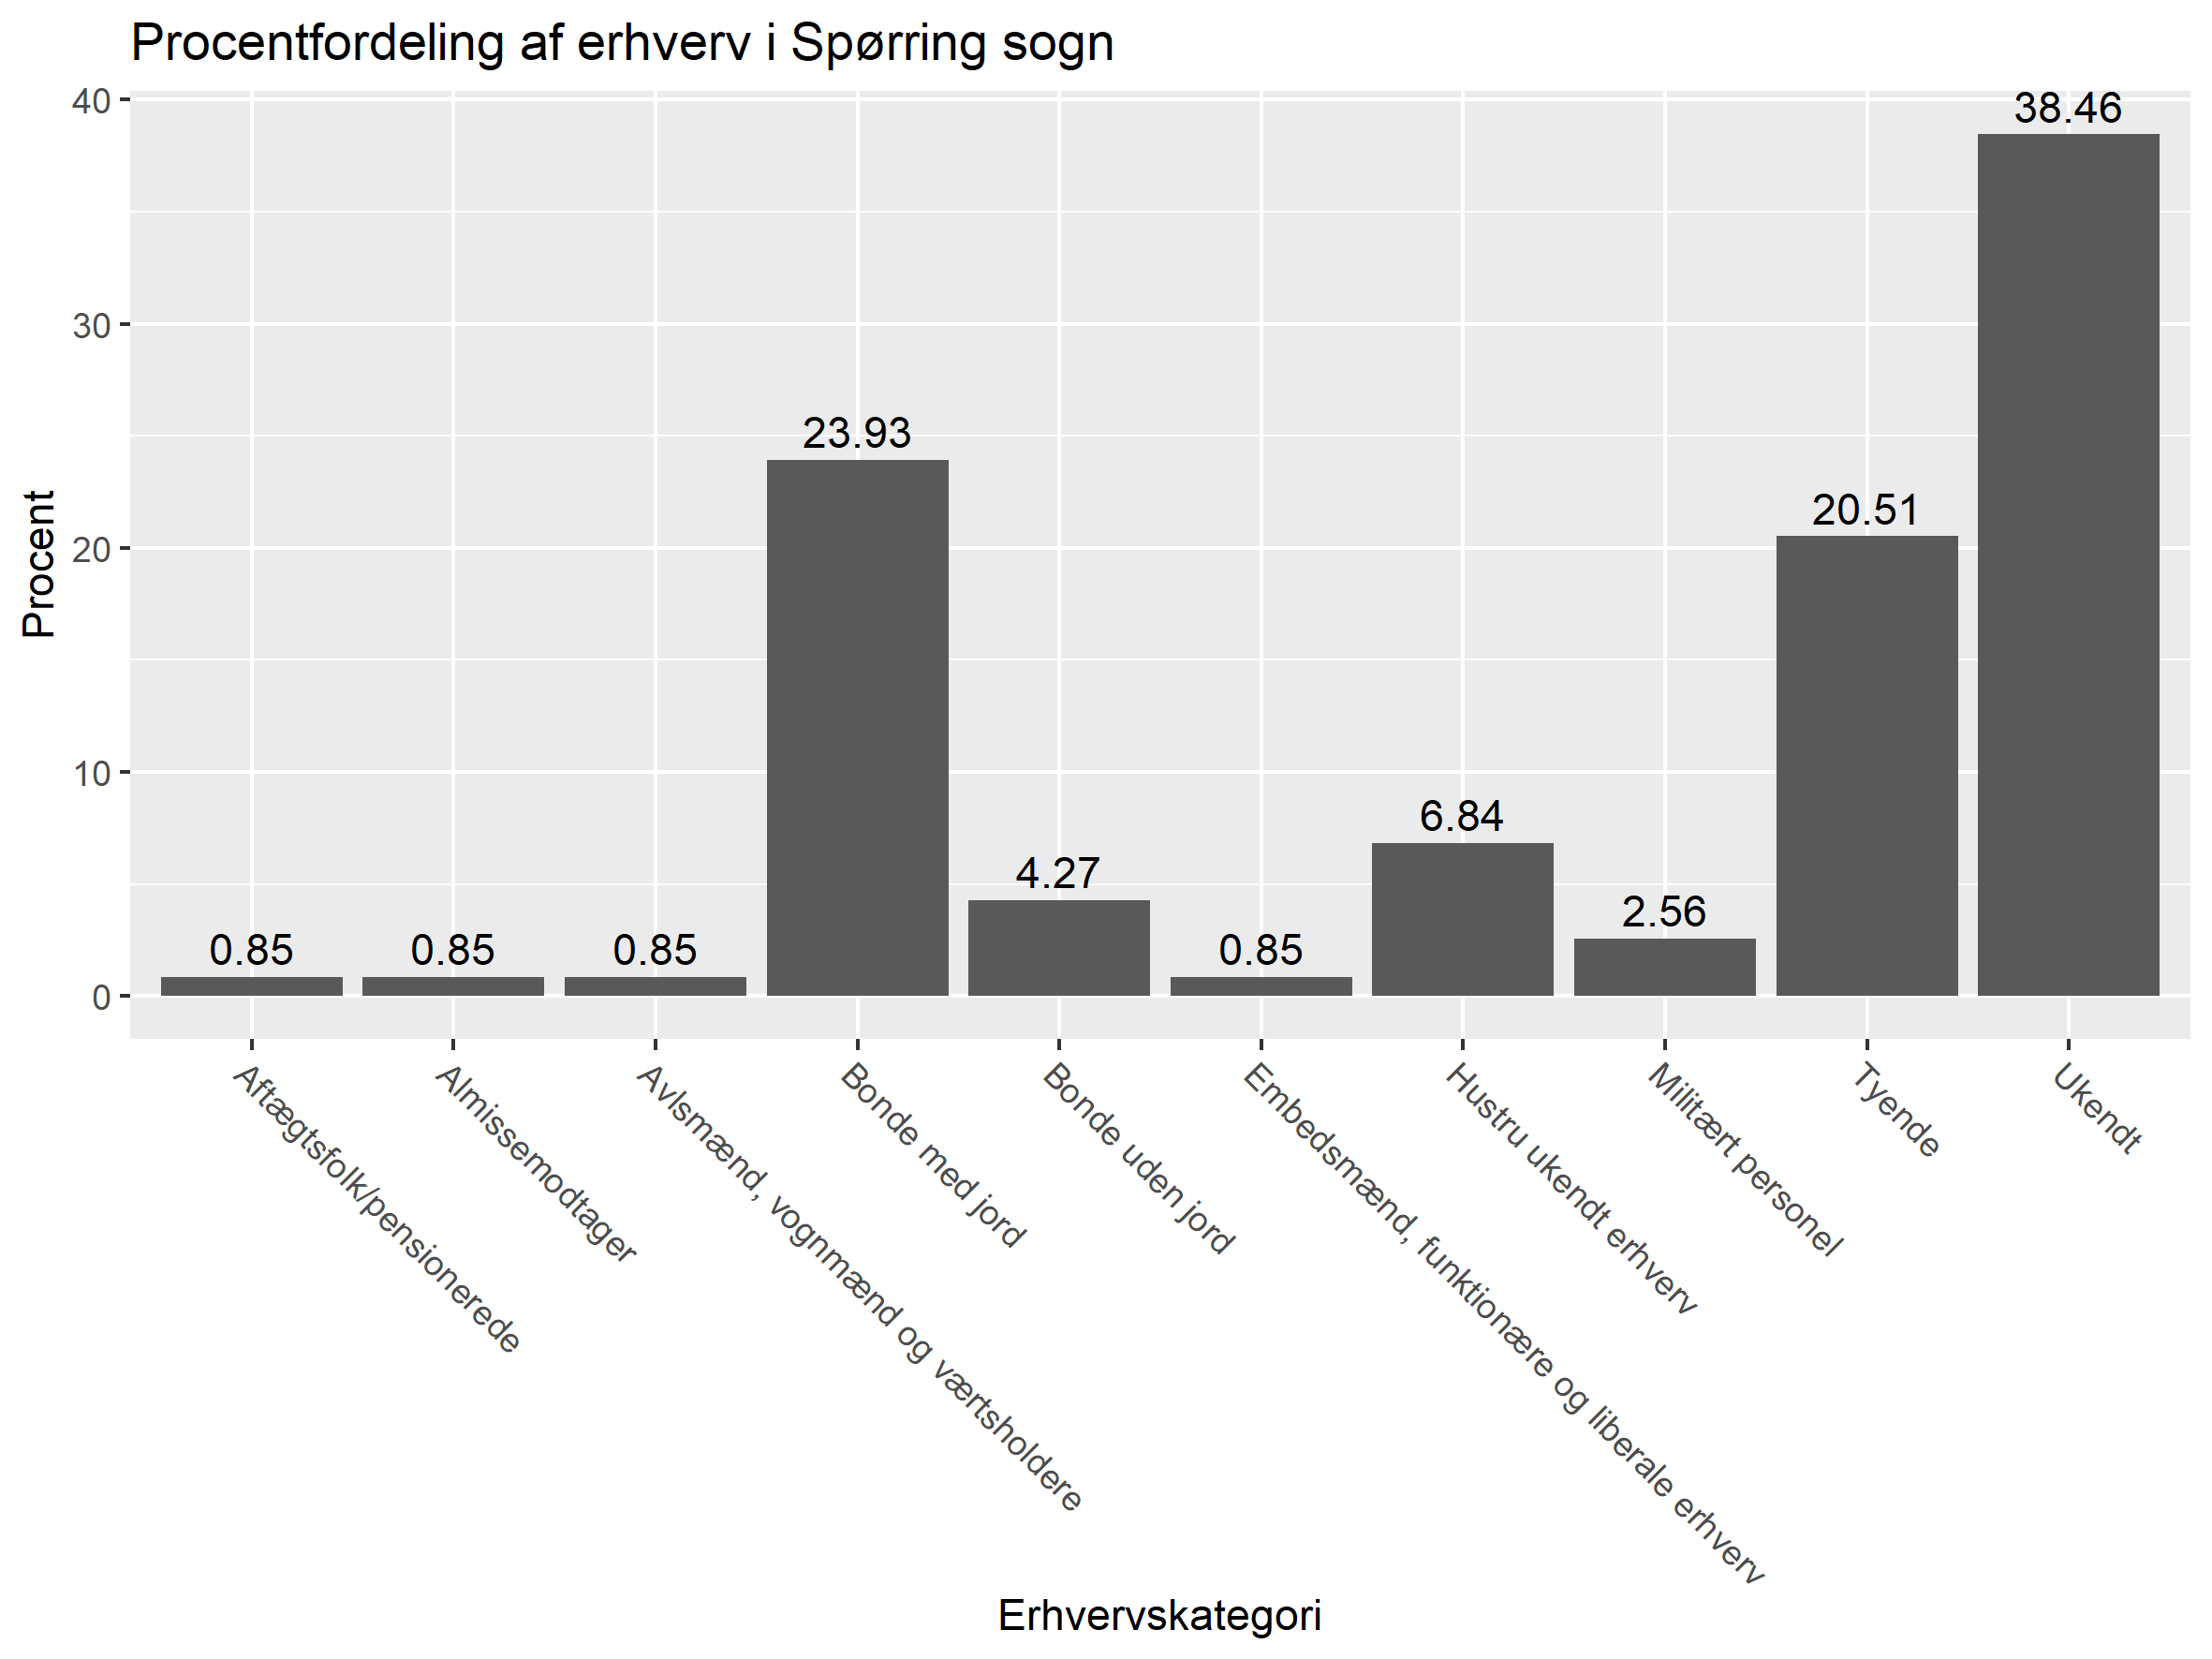 Procentfordeling af erhverv i Spørring sogn
40
30
20
10
0
Procent
38.46
23.93
20.51
6.84
4.27
2.56
0.85
0.85
0.85
0.85
Aftægtsfolk/pensionerede
Almissemodtager
Avlsmænd, vognmænd og værtsholdere
Bonde med jord
Bonde uden jord
Embedsmænd, funktionære og liberale erhverv
Hustru ukendt erhverv
Militært personel
Tyende
Ukendt
Erhvervskategori